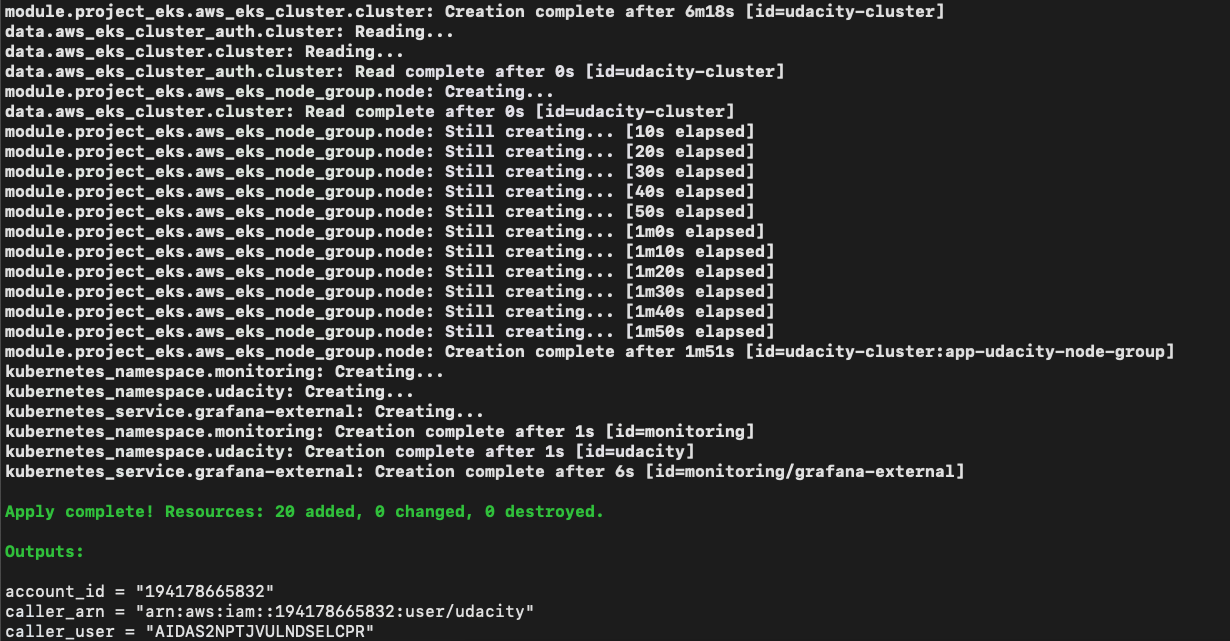 module.project_eks.aws_eks_cluster.cluster: Creation complete after 6m18s [id=udacity-cluster]
data.aws_eks_cluster_auth.cluster: Reading...
data.aws_eks_cluster.cluster: Reading...
data.aws_eks_cluster_auth.cluster: Read complete after 0s [id=udacity-cluster]
module.project_eks.aws_eks_node_group.node: Creating...
data.aws_eks_cluster.cluster: Read complete after 0s [id=udacity-cluster]
module.project_eks.aws_eks_node_group.node: Still creating... [10s elapsed]
module.project_eks.aws_eks_node_group.node: Still creating... [20s elapsed]
module.project_eks.aws_eks_node_group.node: Still creating... [30s elapsed]
module.project_eks.aws_eks_node_group.node: Still creating... [40s elapsed]
module.project_eks.aws_eks_node_group.node: Still creating... [50s elapsed]
module.project_eks.aws_eks_node_group.node: Still creating... [1m0s elapsed]
module.project_eks.aws_eks_node_group.node: Still creating... [1m10s elapsed]
module.project_eks.aws_eks_node_group.node: Still creating... [1m20s elapsed]
module.project_eks.aws_eks_node_group.node: Still creating... [1m30s elapsed]
module.project_eks.aws_eks_node_group.node: Still creating... [1m40s elapsed]
module.project_eks.aws_eks_node_group.node: Still creating... [1m50s elapsed]
module.project_eks.aws_eks_node_group.node: Creation complete after 1m51s [id=udacity-cluster:app-udacity-node-group]
kubernetes_namespace.monitoring: Creating...
kubernetes_namespace.udacity: Creating...
kubernetes_service.grafana-external: Creating...
kubernetes_namespace.monitoring: Creation complete after 1s [id=monitoring]
kubernetes_namespace.udacity: Creation complete after 1s [id=udacity]
kubernetes_service.grafana-external: Creation complete after 6s [id=monitoring/grafana-external]
Apply complete! Resources: 20 added, 0 changed, 0 destroyed.
Outputs:
account_id = "194178665832"
caller_arn = "arn:aws:iam::194178665832:user/udacity"
caller_user = "AIDAS2NPTJVULNDSELCPR"